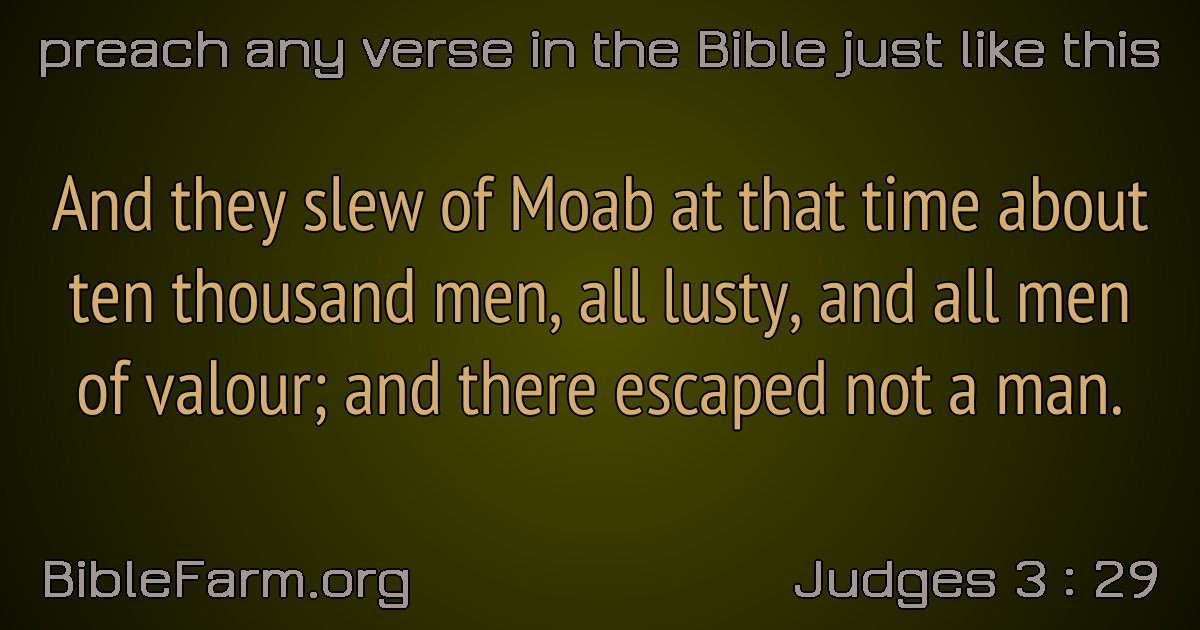 preach any verse in the Bible just like this
And they slew of Moab at that time about
ten thousand men, all lusty, and all men
of valour; and there escaped not a man.
BibleFarm.org
Judges 3 : 29